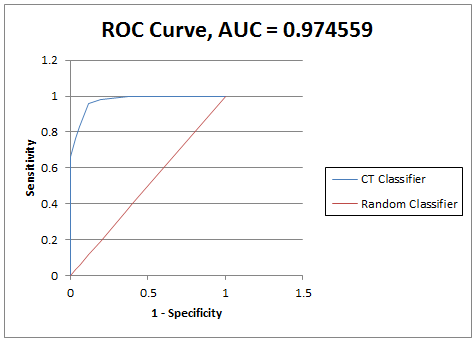 ROC Curve, AUC = 0.974559
1.2
1
0.8
0.6
0.4
0.2
0
Sensitivity
0
0.5
1
1.5
1 - Specificity
CT Classifier
Random Classifier